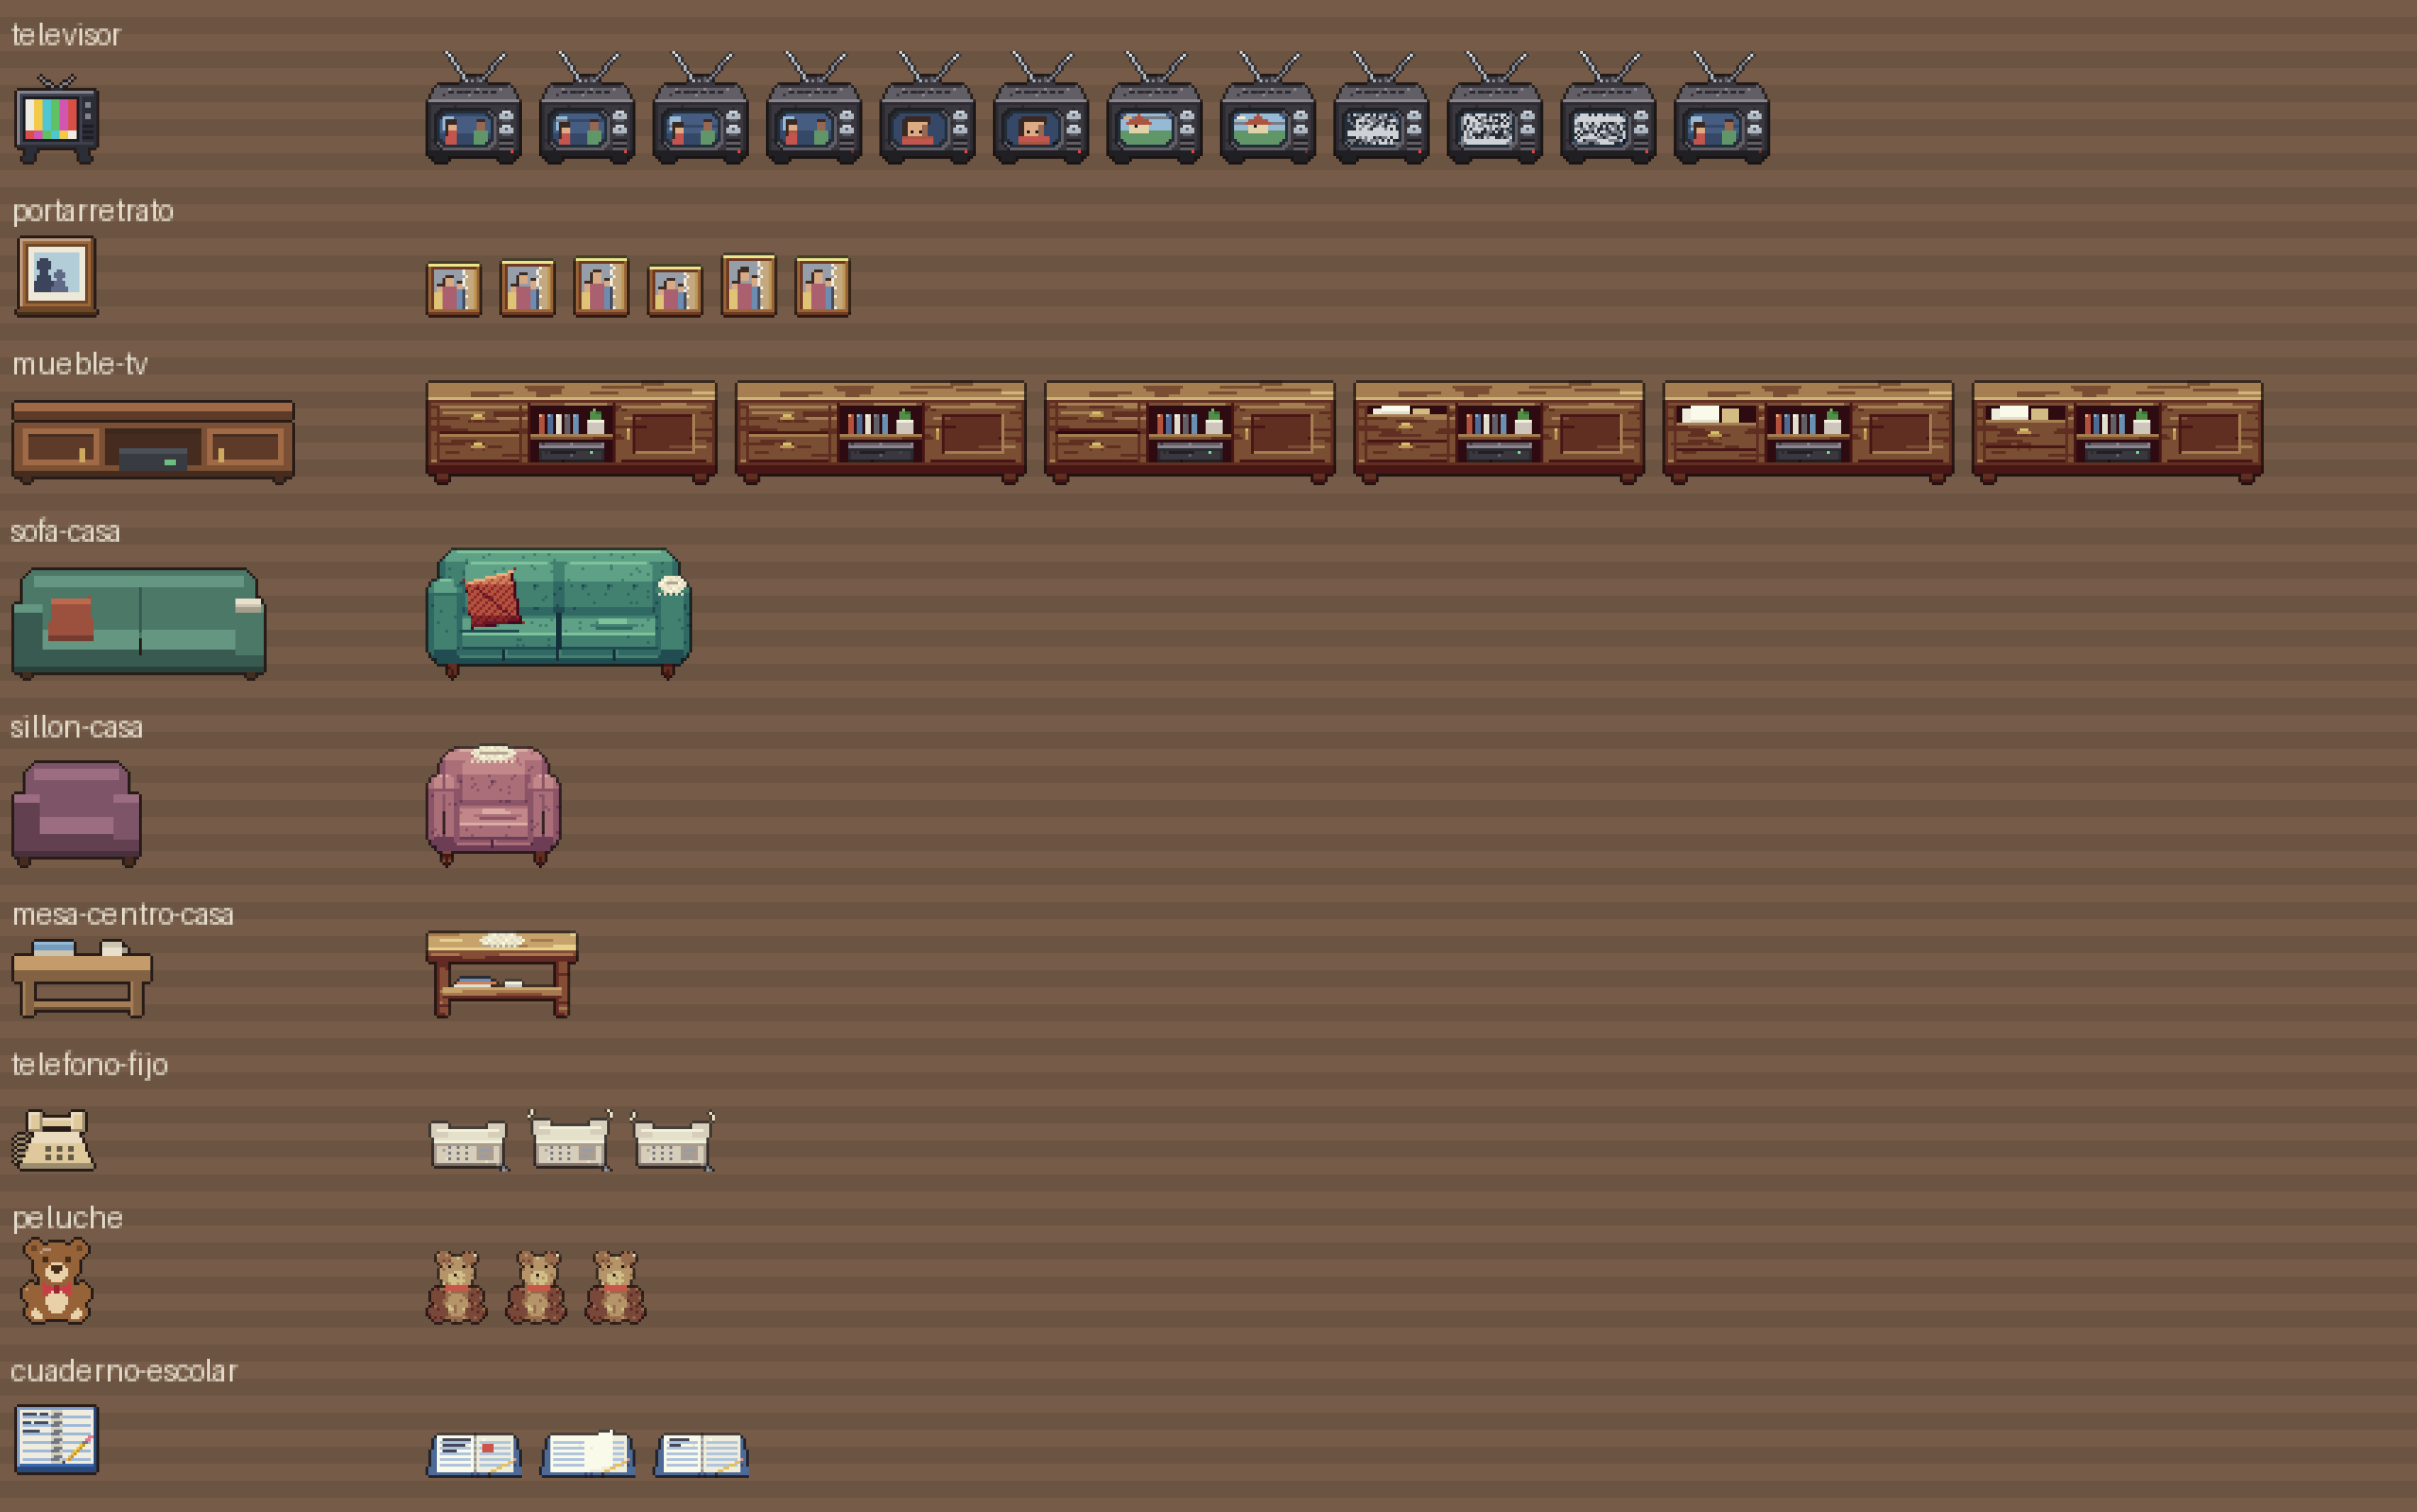 televisor
portarretrato
mueble-tv
sofa-casa
sillon-casa
mesa-centro-casa
telefono-fijo
peluche
cuaderno-escolar